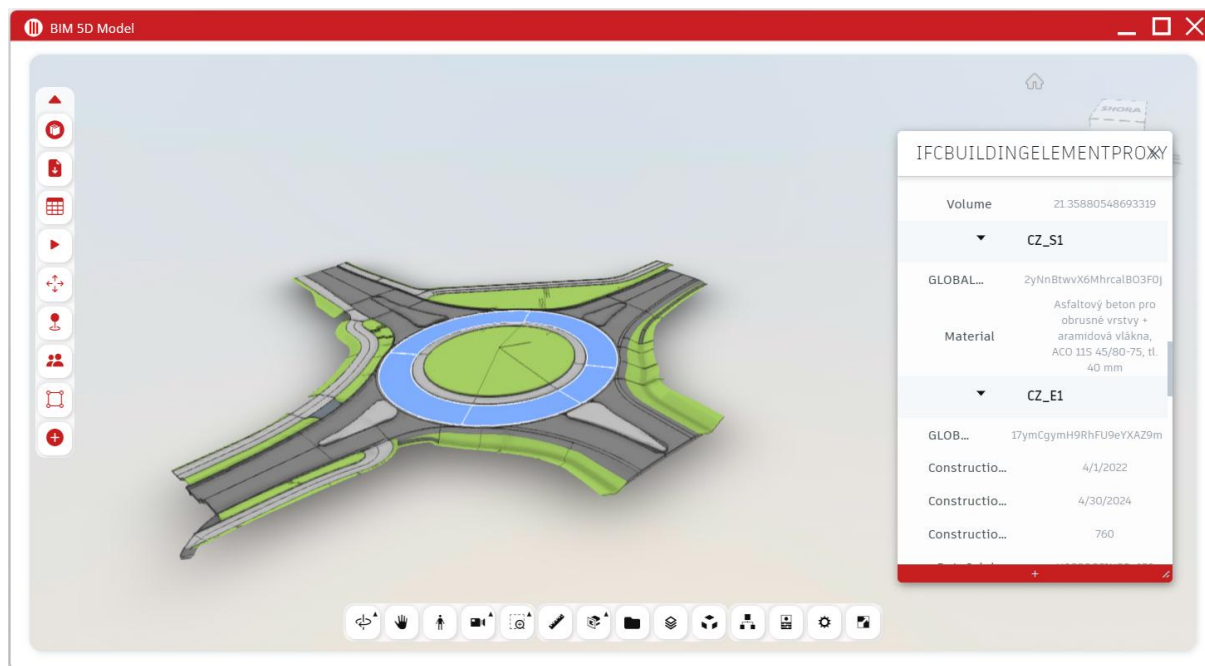 BIM 5D Model
SHORA
IFCBUILDINGELEMENTPROXY
Volume 21.35880548693319
CZ_S1
GLOBAL... 2yNnBtwvX6MhrcalBO3F0J
Material Asfaltový beton pro
obrusné vrstvy +
aramidová vlákna,
ACO 11S 45/80-75, tl.
40 mm
CZ_E1
GLOB... 17ymCgymH9RhFU9eYXAZ9m
Constructio... 4/1/2022
Constructio... 4/30/2024
Constructio... 760